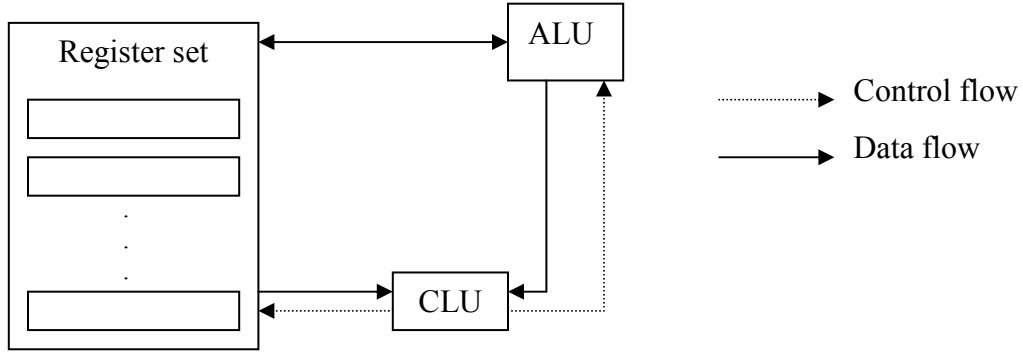 Register set
ALU
Control flow
Data flow
CLU